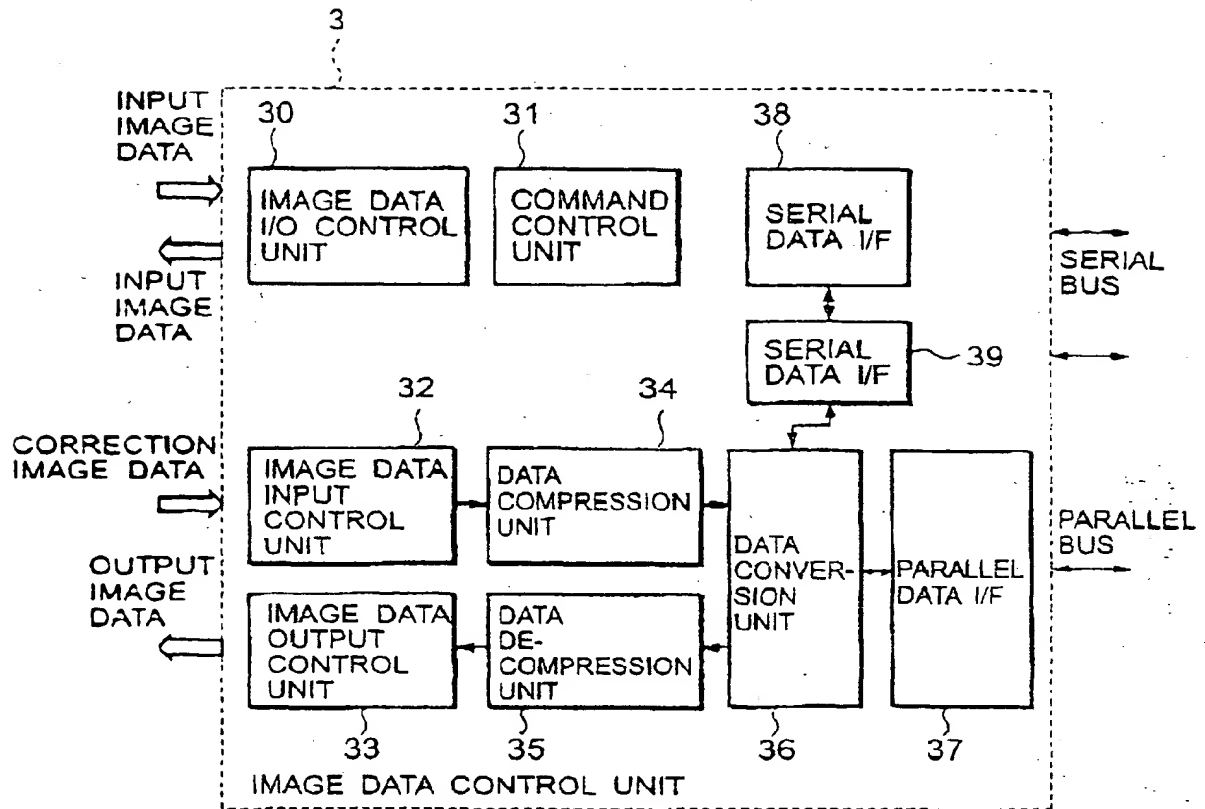 3
INPUT
IMAGE
DATA
30
31
38
IMAGE DATA
I/O CONTROL
UNIT
COMMAND
CONTROL
UNIT
SERIAL
DATA I/F
INPUT
IMAGE
DATA
SERIAL
BUS
SERIAL
DATA I/F
39
32
34
CORRECTION
IMAGE DATA
IMAGE DATA
INPUT
CONTROL
UNIT
DATA
COMPRESSION
UNIT
DATA
CONVER-
SION
UNIT
PARALLEL
DATA I/F
PARALLEL
BUS
OUTPUT
IMAGE
DATA
IMAGE DATA
OUTPUT
CONTROL
UNIT
DATA
DE-
COMPRESSION
UNIT
33
35
36
37
IMAGE DATA CONTROL UNIT